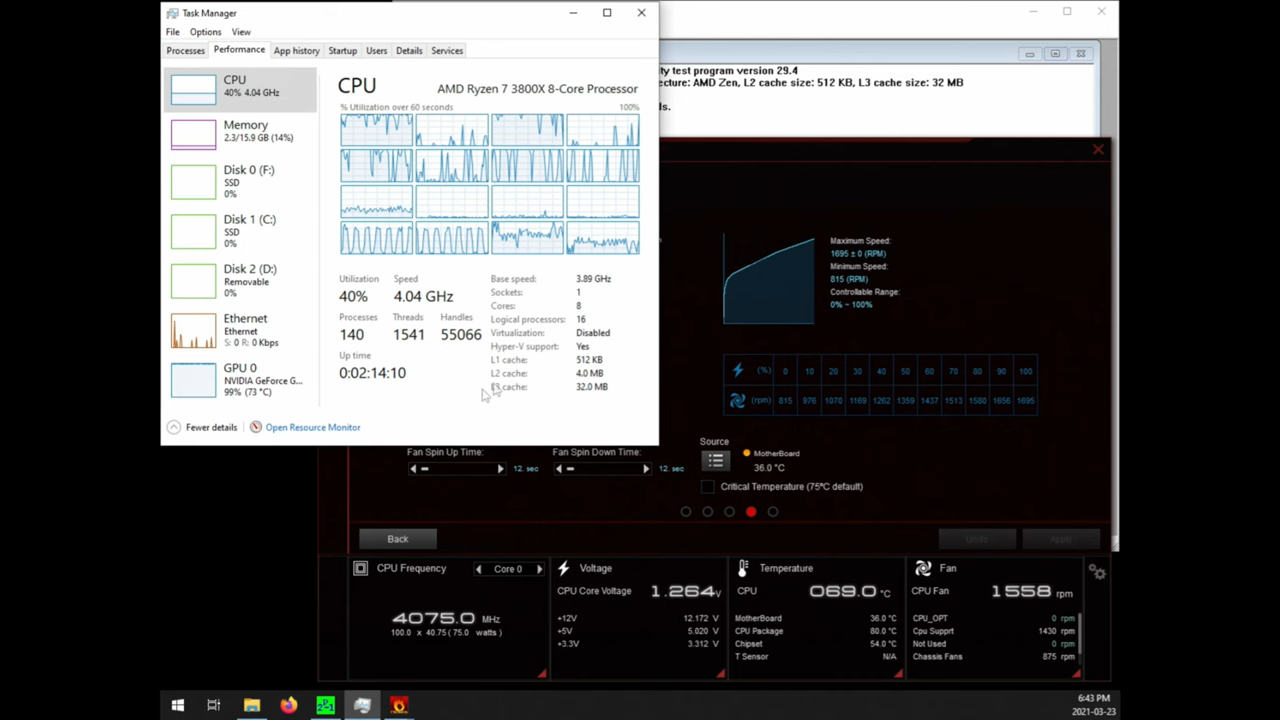 Task Manager
File Options View
Processes Performance App history Startup Users Details Services
CPU
40% 4.04 GHz
Memory
2.3/15.9 GB (14%)
Disk 0 (F:)
SSD
0%
Disk 1 (C:)
SSD
0%
Disk 2 (D:)
Removable
0%
Ethernet
Ethernet
S: 0 R: 0 Kbps
GPU 0
NVIDIA GeForce G...
99% (73 °C)
CPU AMD Ryzen 7 3800X 8-Core Processor
% Utilization over 60 seconds 100%
Utilization Speed
40% 4.04 GHz
Processes Threads Handles
140 1541 55066
Up time
0:02:14:10
Base speed: 3.89 GHz
Sockets: 1
Cores: 8
Logical processors: 16
Virtualization: Disabled
Hyper-V support: Yes
L1 cache: 512 KB
L2 cache: 4.0 MB
L3 cache: 32.0 MB
Fewer details Open Resource Monitor
ty test program version 29.4
ecture: AMD Zen, L2 cache size: 512 KB, L3 cache size: 32 MB
ds.
Maximum Speed:
1695 ± 0 (RPM)
Minimum Speed:
815 (RPM)
Controllable Range:
0% ~ 100%
(%) 0 10 20 30 40 50 60 70 80 90 100
(rpm) 815 976 1070 1169 1262 1359 1437 1513 1580 1656 1695
Fan Spin Up Time: Fan Spin Down Time:
12. sec 12. sec
Source
MotherBoard
36.0 °C
Critical Temperature (75℃ default)
Back Undo Apply
CPU Frequency Core 0
4075.0 MHz
100.0 x 40.75 (75.0 watts)
Voltage
CPU Core Voltage 1.264V
+12V 12.172 V
+5V 5.020 V
+3.3V 3.312 V
Temperature
CPU 069.0 °C
MotherBoard 36.0 °C
CPU Package 80.0 °C
Chipset 54.0 °C
T Sensor N/A
Fan
CPU Fan 1558 rpm
CPU_OPT 0 rpm
Cpu Supprt 1430 rpm
Not Used 0 rpm
Chassis Fans 875 rpm
6:43 PM
2021-03-23